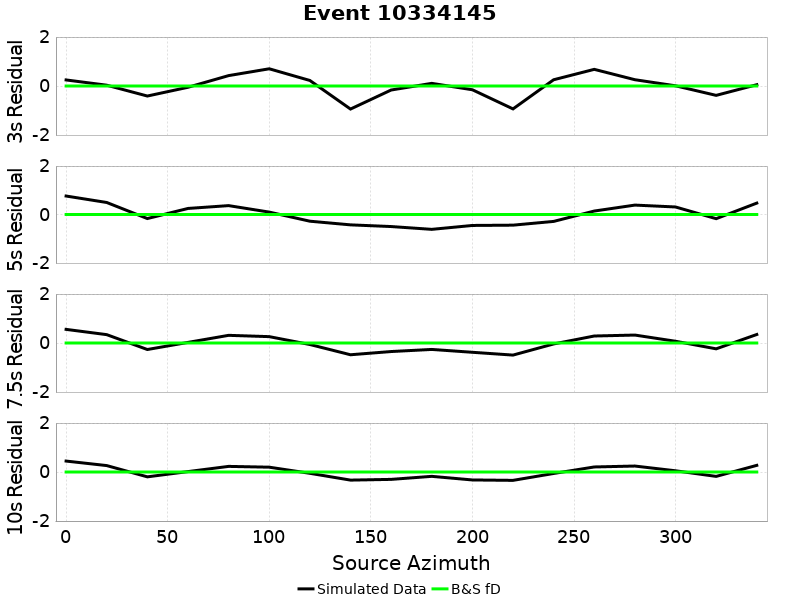 Event 10334145
3s Residual
2
0
-2
5s Residual
2
0
-2
7.5s Residual
2
0
-2
10s Residual
2
0
-2
0 50 100 150 200 250 300
Source Azimuth
Simulated Data B&S fD